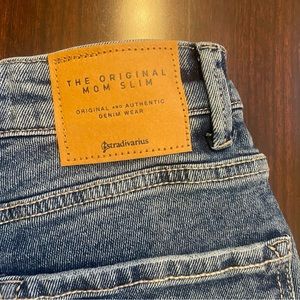 THE ORIGINAL
MOM SLIM
ORIGINAL AND AUTHENTIC
DENIM WEAR
stradivarius